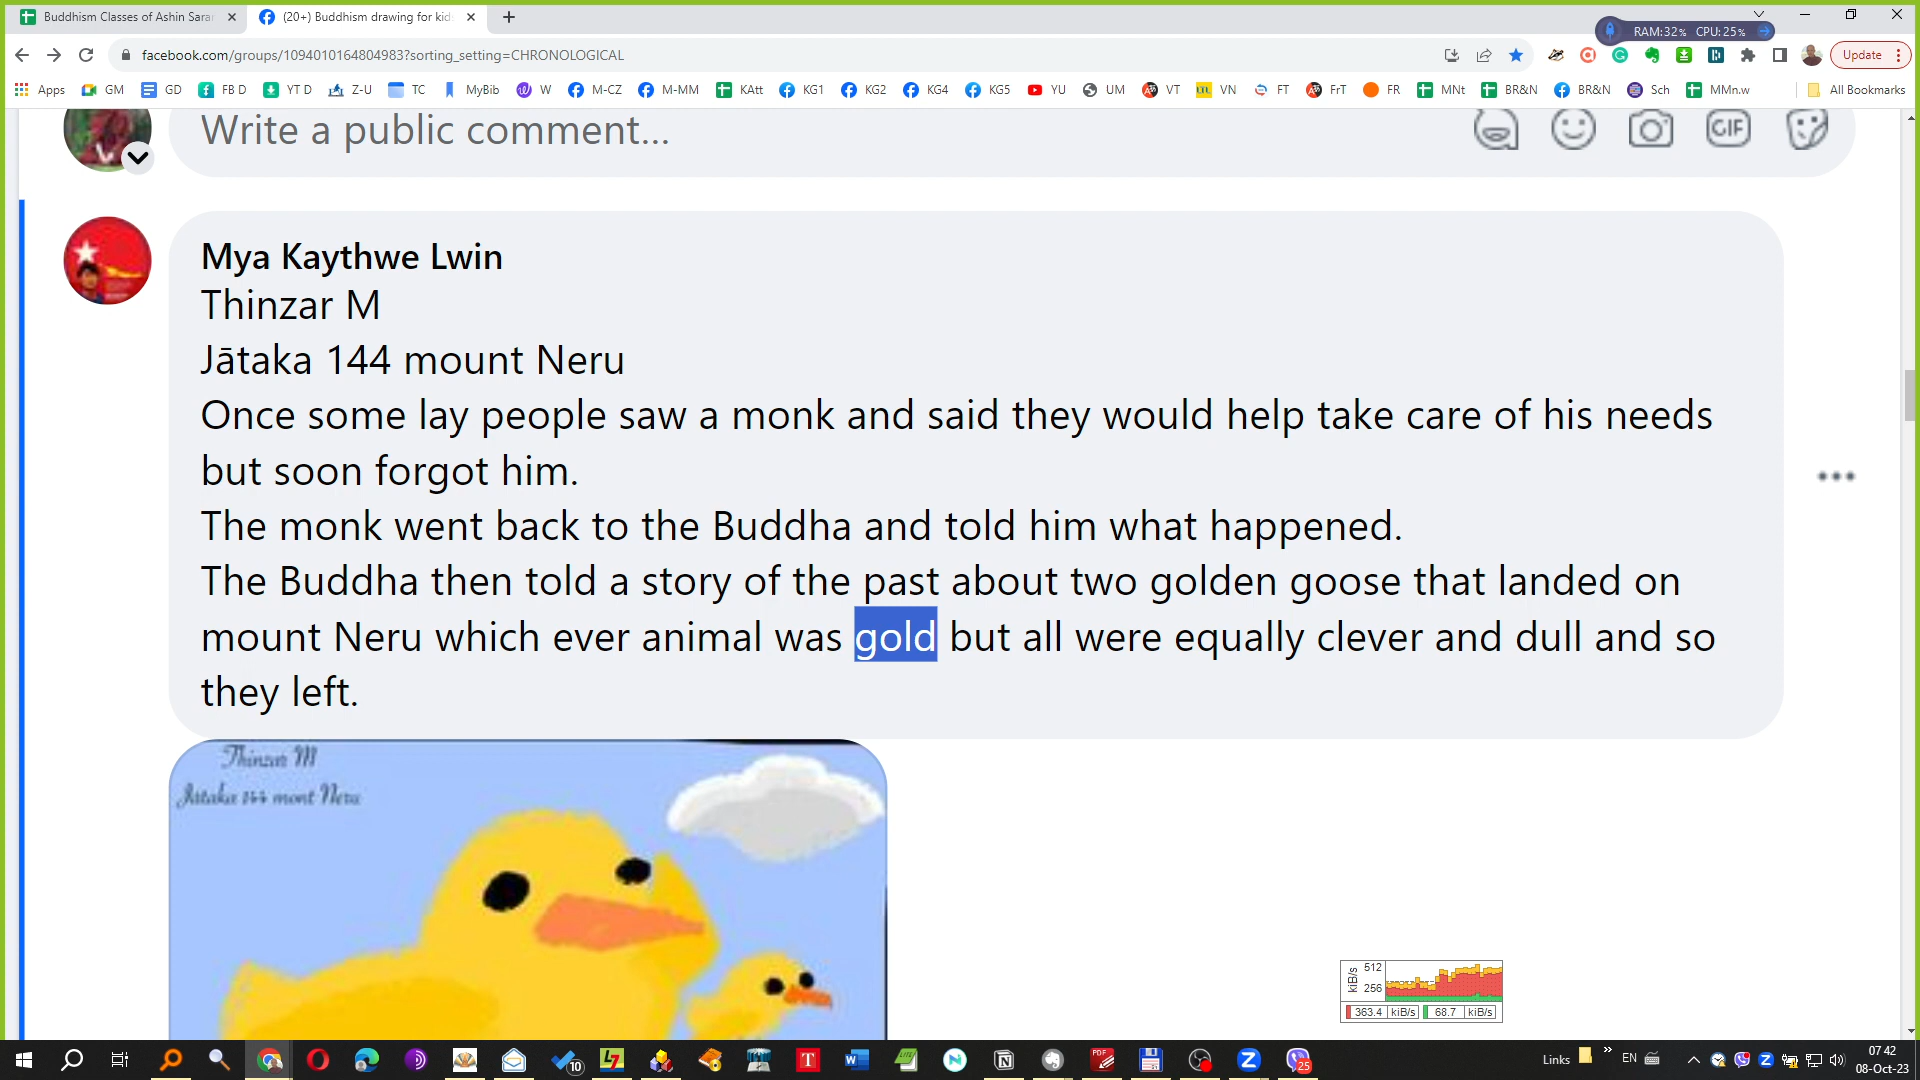 Buddhism Classes of Ashin Sarar
(20+) Buddhism drawing for kid
RAM:32% CPU:25%
facebook.com/groups/1094010164804983?sorting_setting=CHRONOLOGICAL
Update
Apps GM GD FB D YT D Z-U TC MyBib W M-CZ M-MM KAtt KG1 KG2 KG4 KG5 YU UM VT VN FT FrT FR MNt BR&N BR&N Sch MMn.w All Bookmarks
Write a public comment...
GIF
Mya Kaythwe Lwin
Thinzar M
Jātaka 144 mount Neru
Once some lay people saw a monk and said they would help take care of his needs
but soon forgot him.
The monk went back to the Buddha and told him what happened.
The Buddha then told a story of the past about two golden goose that landed on
mount Neru which ever animal was gold but all were equally clever and dull and so
they left.
Thinzar M
Jataka 144 mont Neru
kiB/s 512
256
363.4 kiB/s 68.7 kiB/s
10
25
Links
EN
07:42
08-Oct-23